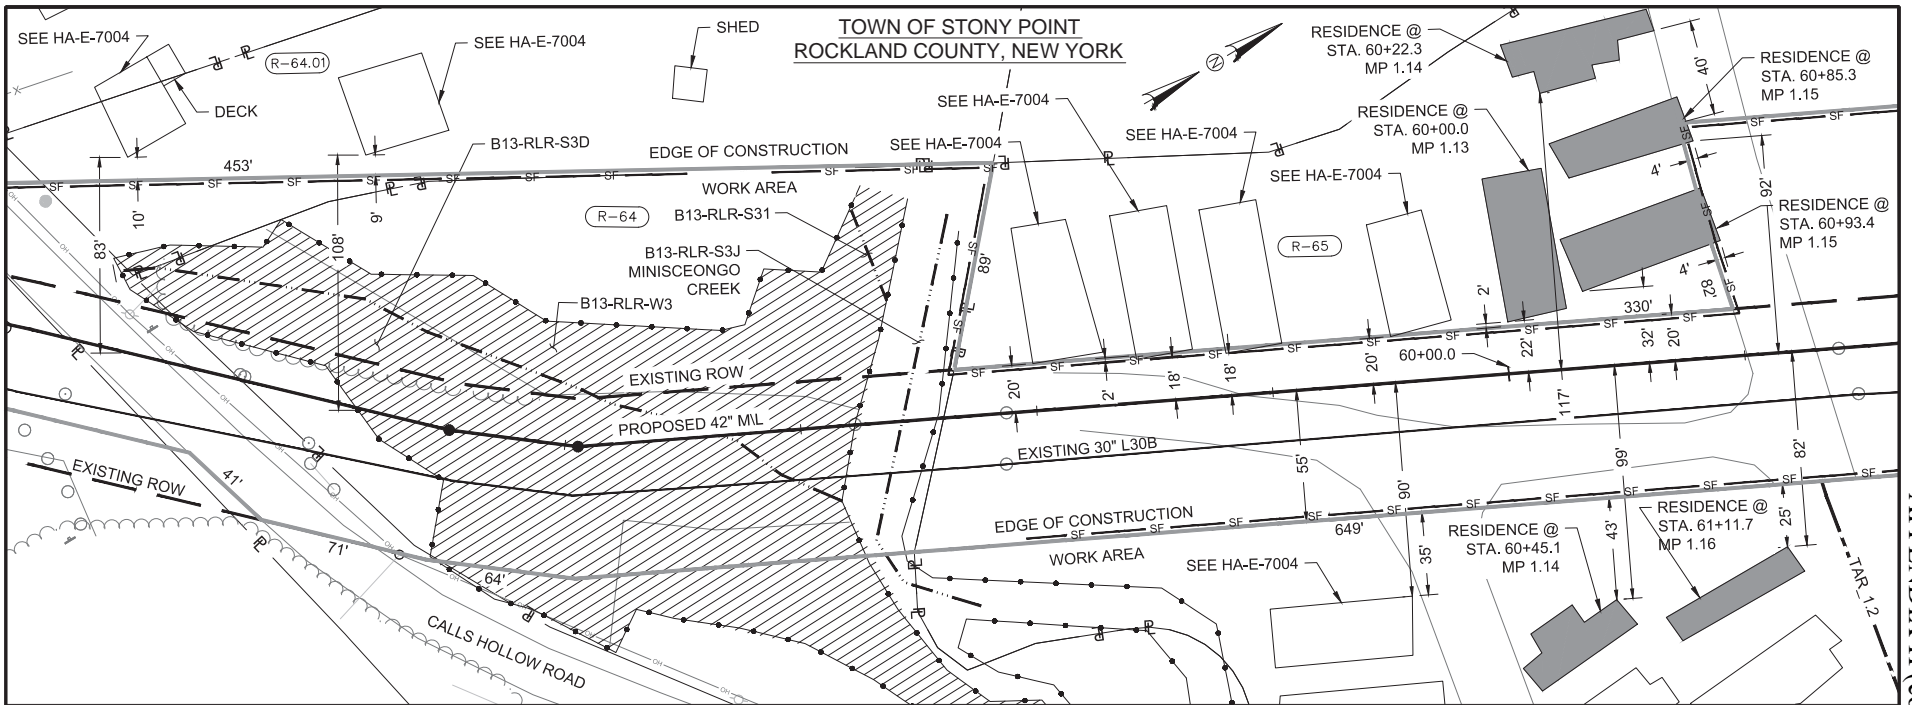 TOWN OF STONY POINT
ROCKLAND COUNTY, NEW YORK
SEE HA-E-7004
R-64.01
DECK
SEE HA-E-7004
SHED
N
RESIDENCE @
STA. 60+22.3
MP 1.14
40'
RESIDENCE @
STA. 60+85.3
MP 1.15
SEE HA-E-7004
RESIDENCE @
STA. 60+00.0
MP 1.13
SEE HA-E-7004
SEE HA-E-7004
SEE HA-E-7004
453'
B13-RLR-S3D
EDGE OF CONSTRUCTION
WORK AREA
4'
92'
10'
9'
83'
108'
R-64
B13-RLR-S31
R-65
RESIDENCE @
STA. 60+93.4
MP 1.15
B13-RLR-S3J
MINISCEONGO
CREEK
89'
4'
82'
B13-RLR-W3
2'
330'
EXISTING ROW
60+00.0
22'
32'
20'
20'
2'
18'
18'
20'
117'
PROPOSED 42" M\L
EXISTING 30" L30B
55'
90'
99'
82'
EXISTING ROW
41'
71'
64'
EDGE OF CONSTRUCTION
WORK AREA
649'
SEE HA-E-7004
35'
RESIDENCE @
STA. 60+45.1
MP 1.14
43'
RESIDENCE @
STA. 61+11.7
MP 1.16
25'
TAR_1.2
CALLS HOLLOW ROAD
SF
OH
PL